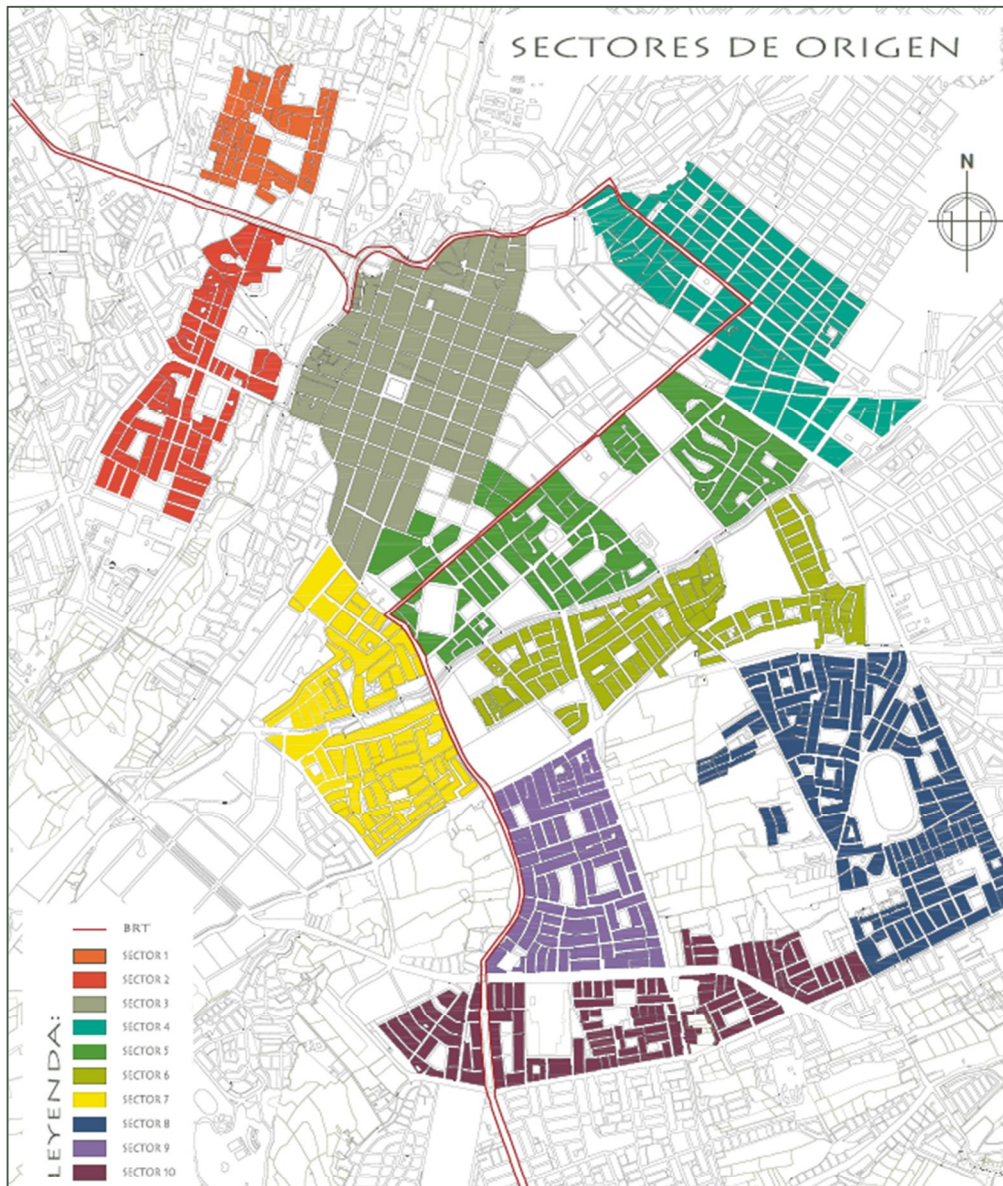 SECTORES DE ORIGEN
N
LEYENDA:
BRT
SECTOR 1
SECTOR 2
SECTOR 3
SECTOR 4
SECTOR 5
SECTOR 6
SECTOR 7
SECTOR 8
SECTOR 9
SECTOR 10